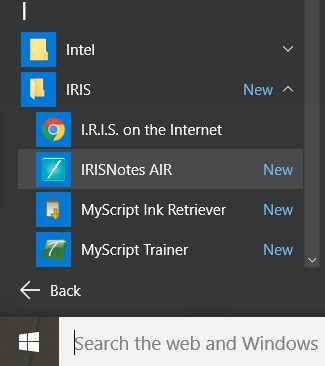 I
Intel
IRIS New
I.R.I.S. on the Internet
IRISNotes AIR New
MyScript Ink Retriever New
MyScript Trainer New
Back
Search the web and Windows